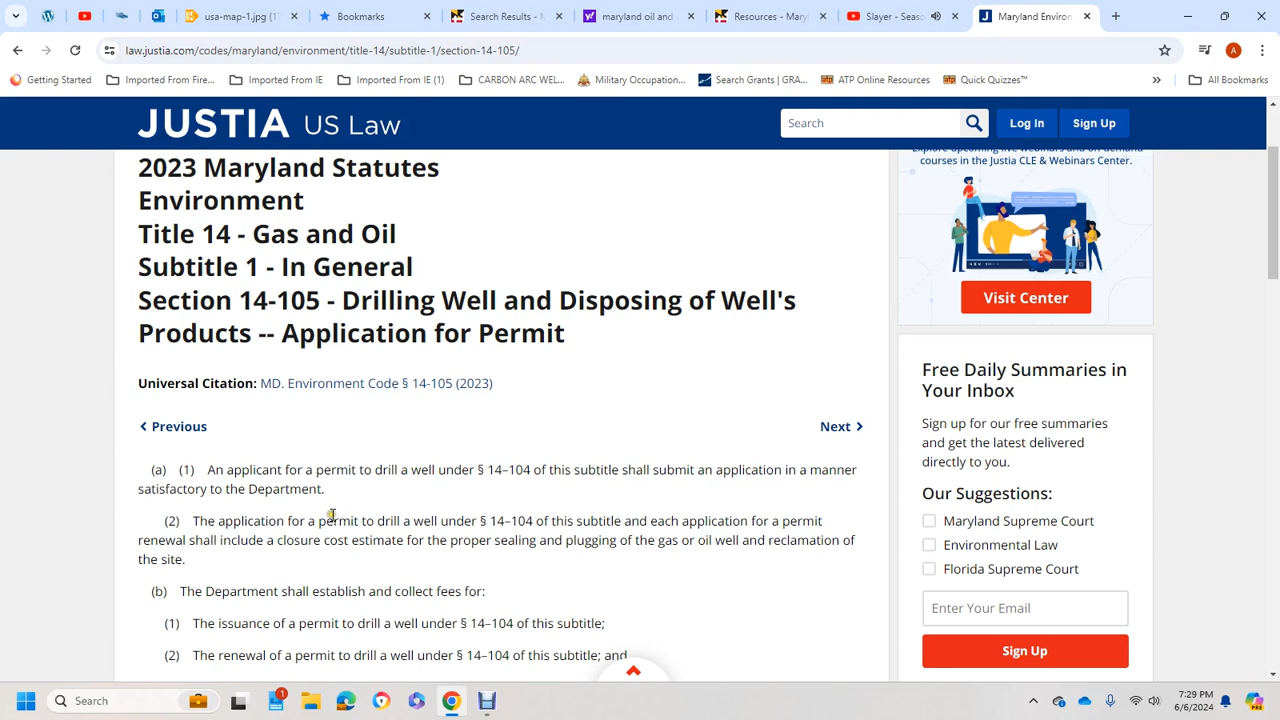 usa-map-1.jpg (1
Bookmarks
Search Results - M
maryland oil and
Resources - Mary
Slayer - Seas
Maryland Environ
law.justia.com/codes/maryland/environment/title-14/subtitle-1/section-14-105/
A
Getting Started
Imported From Fire...
Imported From IE
Imported From IE (1)
CARBON ARC WEL...
Military Occupation...
Search Grants | GRA...
ATP Online Resources
Quick Quizzes™
»
All Bookmarks
JUSTIA US Law
Search
Log In
Sign Up
2023 Maryland Statutes
Environment
Title 14 - Gas and Oil
Subtitle 1 - In General
Section 14-105 - Drilling Well and Disposing of Well's
Products -- Application for Permit
Universal Citation: MD. Environment Code § 14-105 (2023)
Previous
Next
(a) (1) An applicant for a permit to drill a well under § 14–104 of this subtitle shall submit an application in a manner
satisfactory to the Department.
(2) The application for a permit to drill a well under § 14–104 of this subtitle and each application for a permit
renewal shall include a closure cost estimate for the proper sealing and plugging of the gas or oil well and reclamation of
the site.
(b) The Department shall establish and collect fees for:
(1) The issuance of a permit to drill a well under § 14–104 of this subtitle;
(2) The renewal of a permit to drill a well under § 14–104 of this subtitle; and
courses in the Justia CLE & Webinars Center.
Visit Center
Free Daily Summaries in
Your Inbox
Sign up for our free summaries
and get the latest delivered
directly to you.
Our Suggestions:
Maryland Supreme Court
Environmental Law
Florida Supreme Court
Enter Your Email
Sign Up
Search
1
7:29 PM
6/6/2024